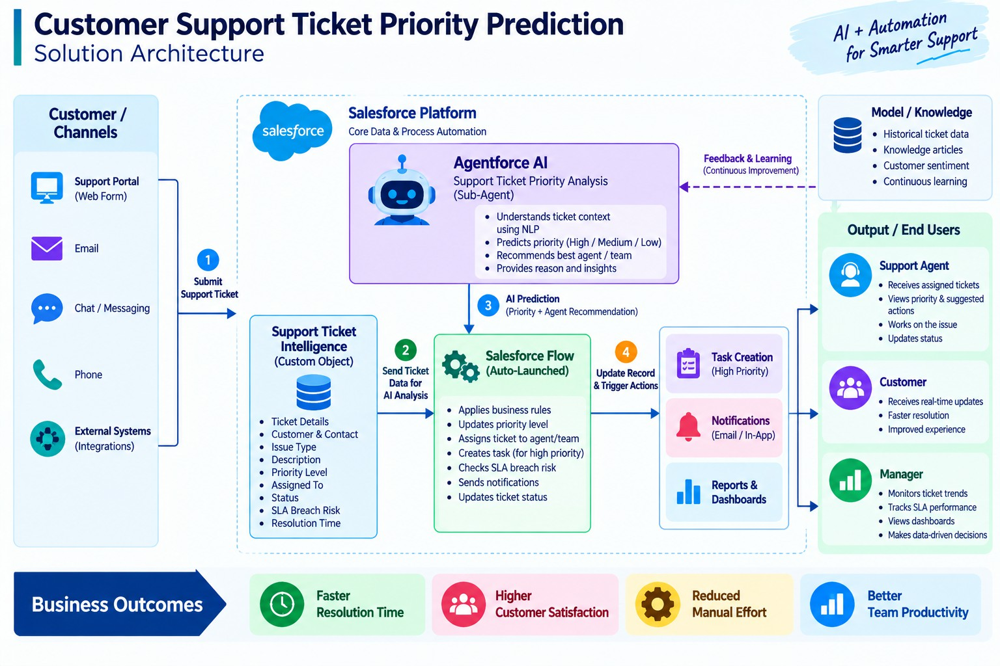 Customer Support Ticket Priority Prediction
Solution Architecture
AI + Automation
for Smarter Support
Customer /
Channels
Support Portal
(Web Form)
Email
Chat / Messaging
Phone
External Systems
(Integrations)
1
Submit
Support Ticket
salesforce
Salesforce Platform
Core Data & Process Automation
Agentforce AI
Support Ticket Priority Analysis
(Sub-Agent)
• Understands ticket context
using NLP
• Predicts priority (High / Medium / Low)
• Recommends best agent / team
• Provides reason and insights
Feedback & Learning
(Continuous Improvement)
Model / Knowledge
• Historical ticket data
• Knowledge articles
• Customer sentiment
• Continuous learning
3
AI Prediction
(Priority + Agent Recommendation)
Support Ticket
Intelligence
(Custom Object)
• Ticket Details
• Customer & Contact
• Issue Type
• Description
• Priority Level
• Assigned To
• Status
• SLA Breach Risk
• Resolution Time
2
Send Ticket
Data for
AI Analysis
Salesforce Flow
(Auto-Launched)
• Applies business rules
• Updates priority level
• Assigns ticket to agent/team
• Creates task (for high priority)
• Checks SLA breach risk
• Sends notifications
• Updates ticket status
4
Update Record
& Trigger Actions
Task Creation
(High Priority)
Notifications
(Email / In-App)
Reports &
Dashboards
Output / End Users
Support Agent
• Receives assigned tickets
• Views priority & suggested
actions
• Works on the issue
• Updates status
Customer
• Receives real-time updates
• Faster resolution
• Improved experience
Manager
• Monitors ticket trends
• Tracks SLA performance
• Views dashboards
• Makes data-driven decisions
Business Outcomes
Faster
Resolution Time
Higher
Customer Satisfaction
Reduced
Manual Effort
Better
Team Productivity